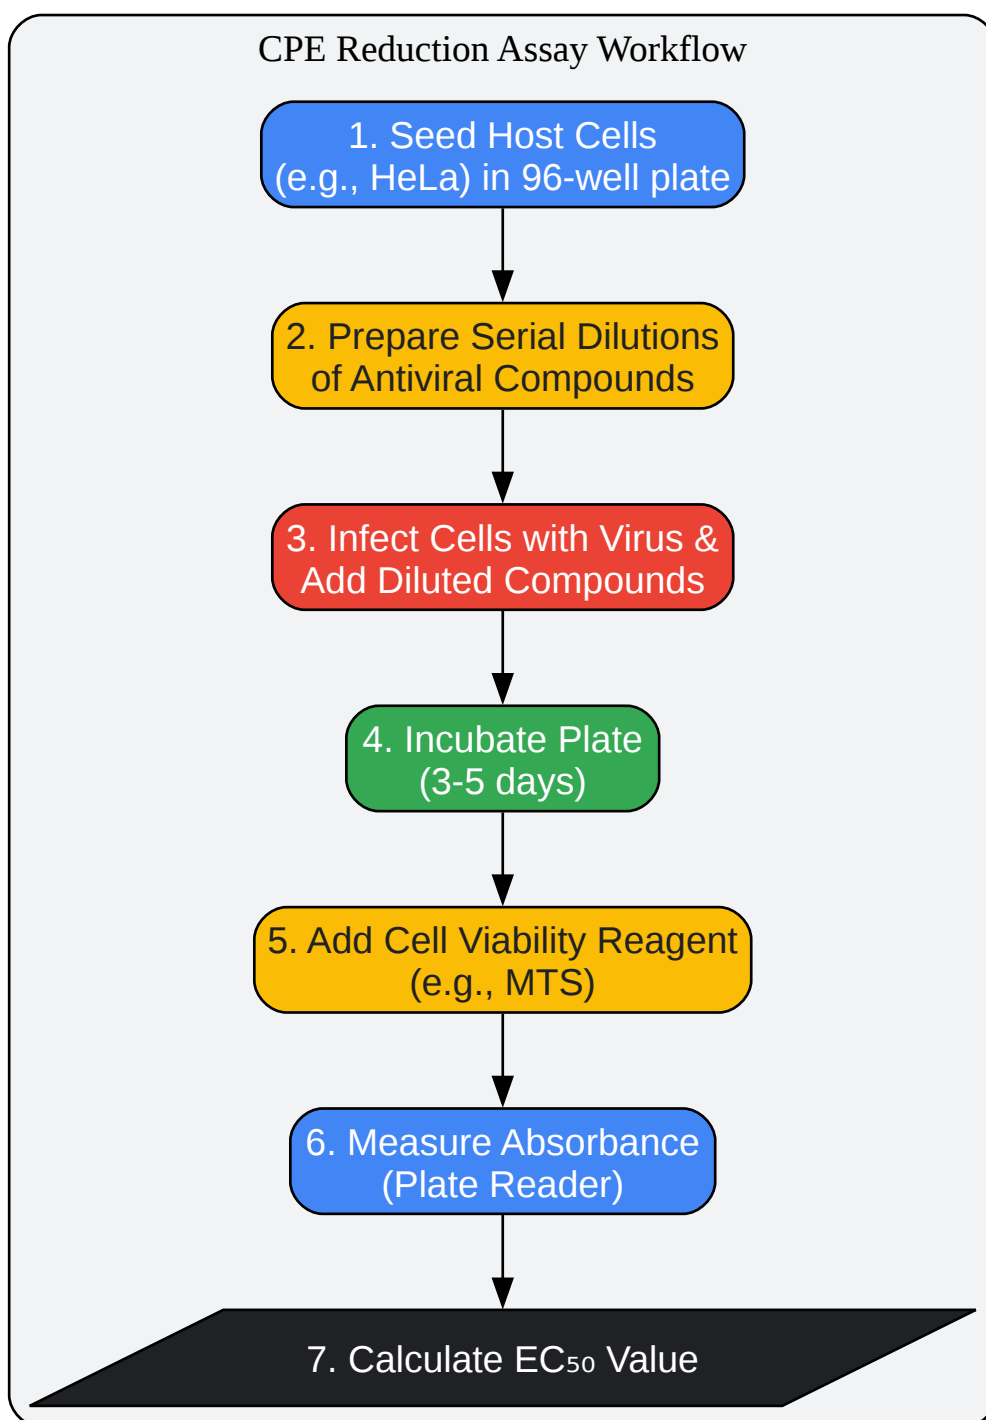 CPE Reduction Assay Workflow
1. Seed Host Cells
(e.g., HeLa) in 96-well plate
2. Prepare Serial Dilutions
of Antiviral Compounds
3. Infect Cells with Virus &
Add Diluted Compounds
4. Incubate Plate
(3-5 days)
5. Add Cell Viability Reagent
(e.g., MTS)
6. Measure Absorbance
(Plate Reader)
7. Calculate EC₅₀ Value